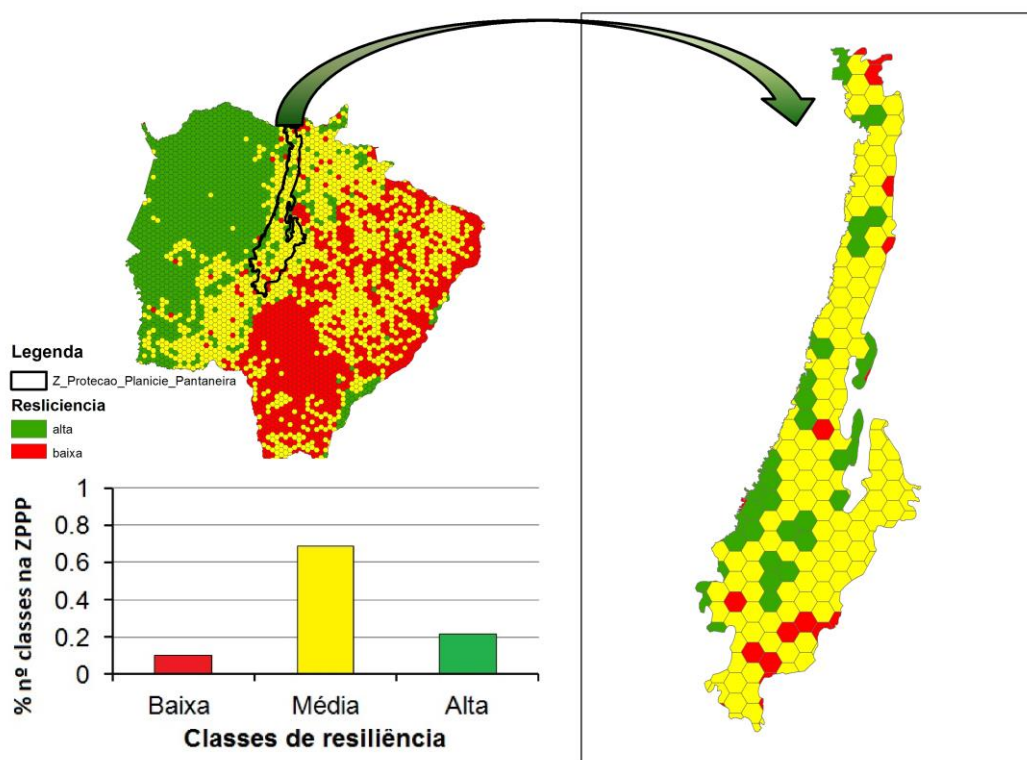 Legenda
Z_Protecao_Planicie_Pantaneira
Resliciencia
alta
baixa
% nº classes na ZPPP
1
0.8
0.6
0.4
0.2
0
Baixa Média Alta
Classes de resiliência